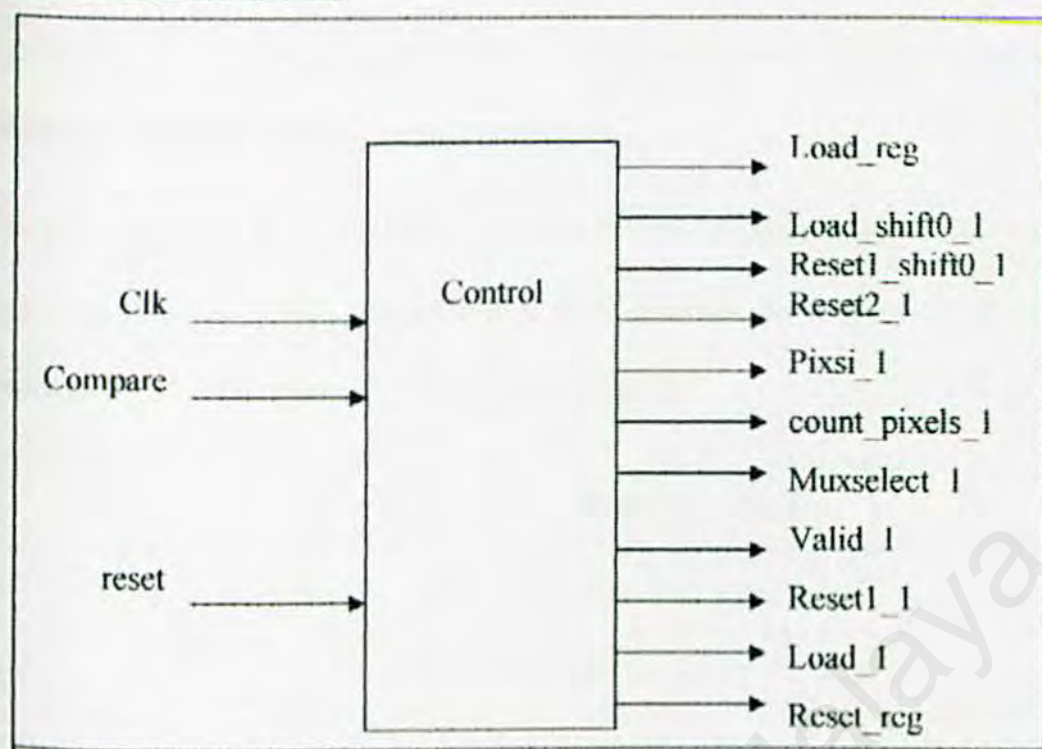 Load_reg
Load_shift0_1
Reset1_shift0_1
Reset2_1
Pixsi_1
count_pixels_1
Muxselect_1
Valid_1
Reset1_1
Load_1
Reset_reg
Control
Clk
Compare
reset